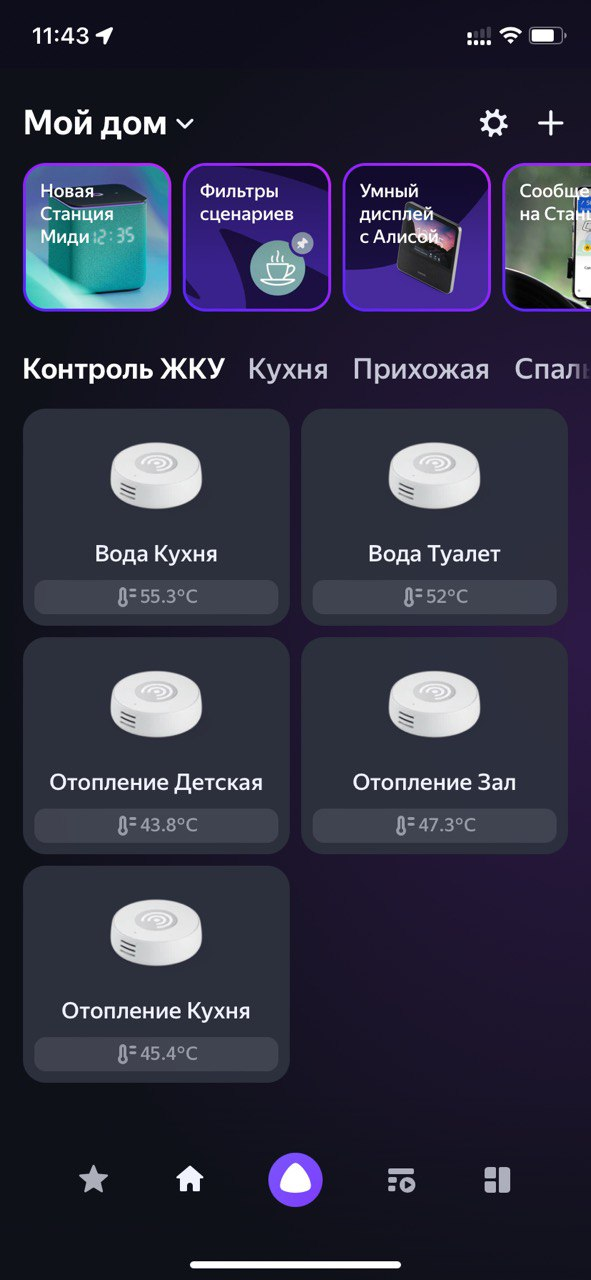 11:43
Мой дом
Новая
Станция
Миди
12:35
Фильтры
сценариев
Умный
дисплей
с Алисой
Сообще
на Стан
Контроль ЖКУ Кухня Прихожая Спаль
Вода Кухня
55.3°C
Вода Туалет
52°C
Отопление Детская
43.8°C
Отопление Зал
47.3°C
Отопление Кухня
45.4°C